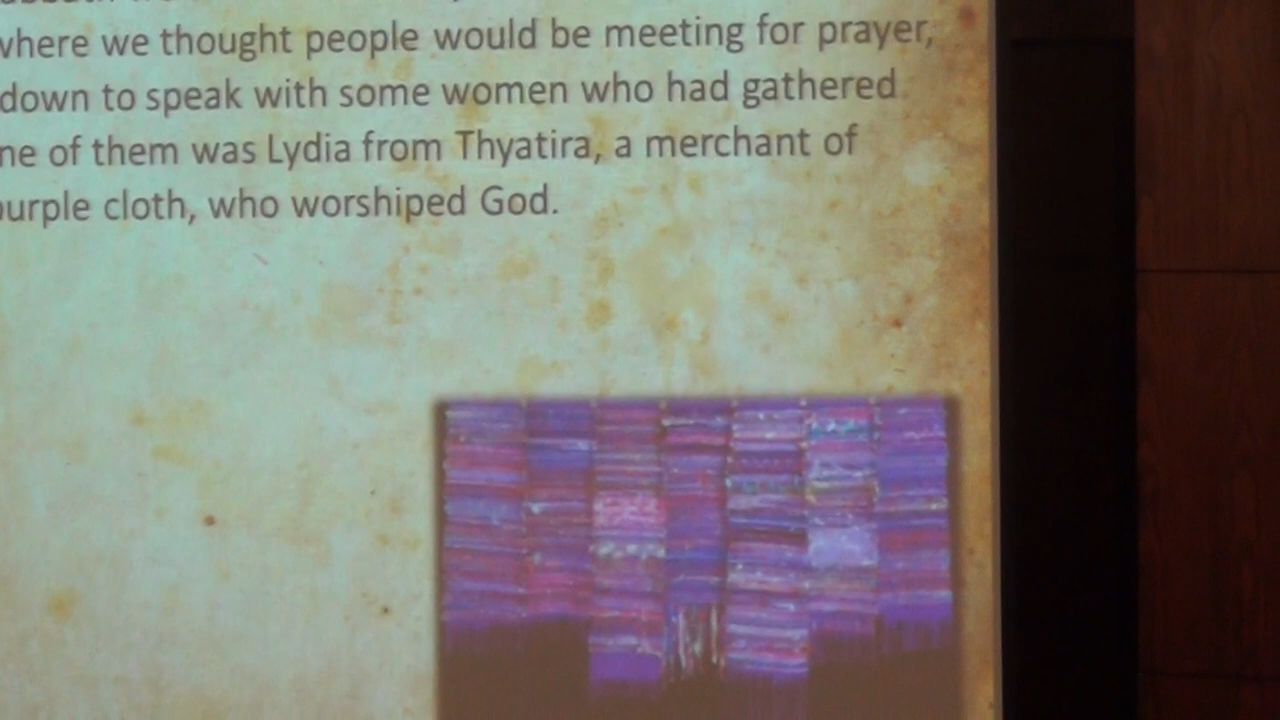 where we thought people would be meeting for prayer,
down to speak with some women who had gathered
ne of them was Lydia from Thyatira, a merchant of
purple cloth, who worshiped God.